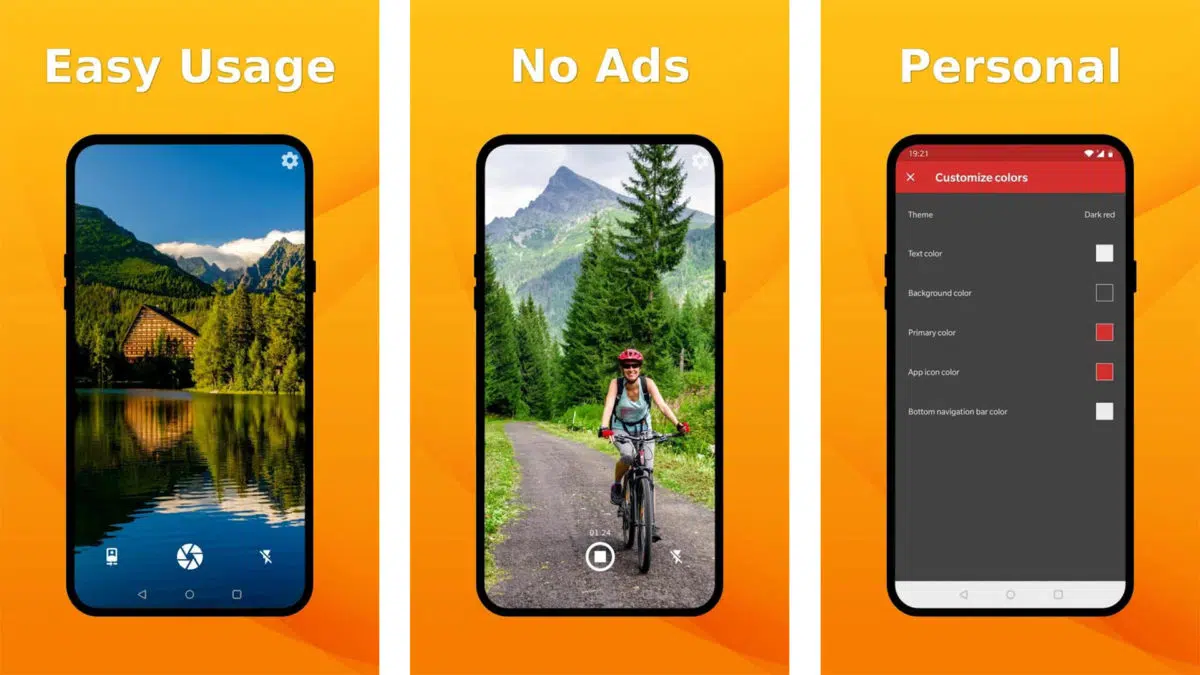 Easy Usage
No Ads
01:24
Personal
19:21
Customize colors
Theme Dark red
Text color
Background color
Primary color
App icon color
Bottom navigation bar color